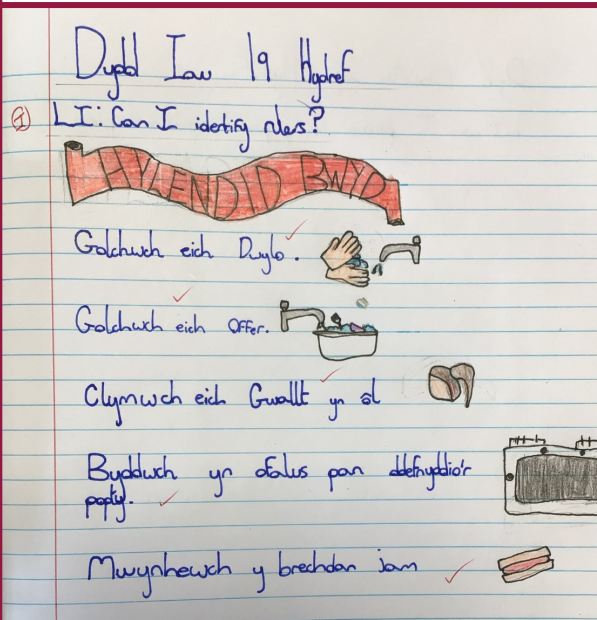 Dydd Iau 19 Hydref
I LI: Can I identify rules?
HYLENDID BWYD
Golchwch eich Dwylo.
Golchwch eich Offer.
Clymwch eich Gwallt yn ôl
Byddwch yn ofalus pan ddefnyddio'r
popty.
Mwynhewch y brechdan jam